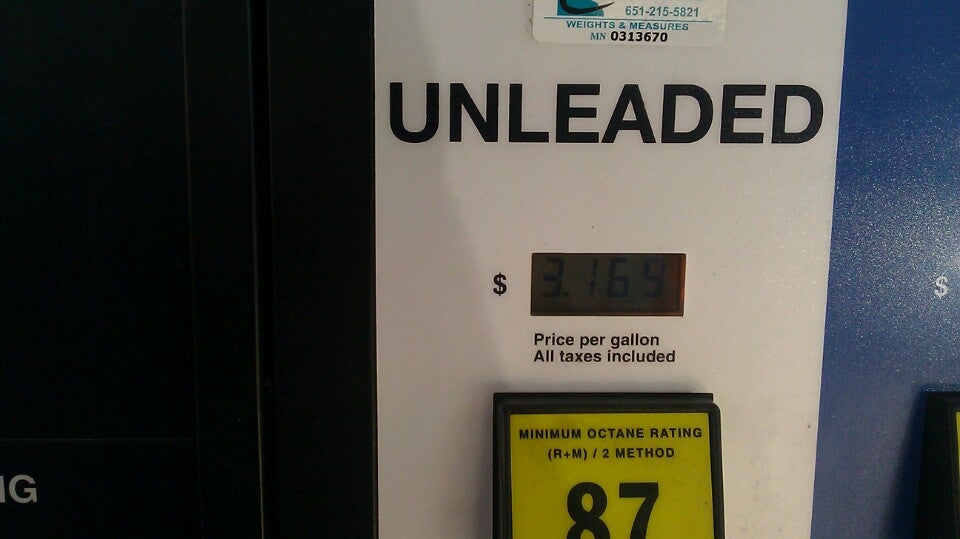 651-215-5821
WEIGHTS & MEASURES
MN 0313670
UNLEADED
$ 3.169
$
Price per gallon
All taxes included
MINIMUM OCTANE RATING
(R+M) / 2 METHOD
87
IG